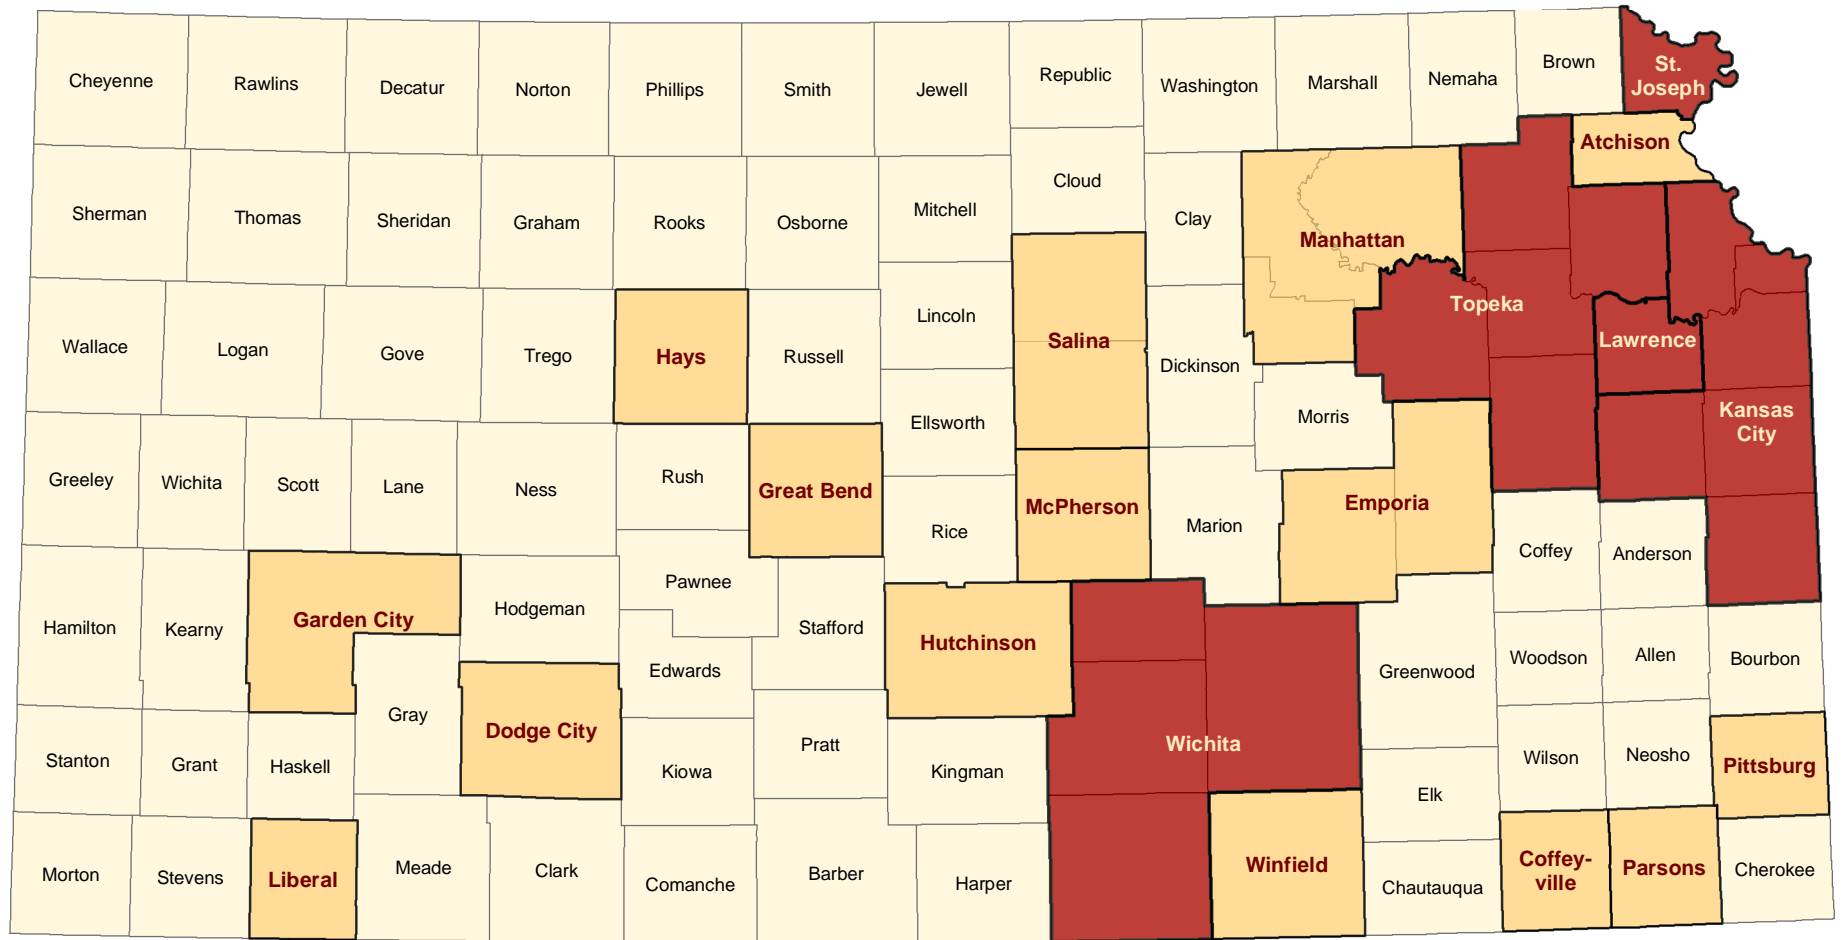 Cheyenne
Rawlins
Decatur
Norton
Phillips
Smith
Jewell
Republic
Washington
Marshall
Nemaha
Brown
St.
Joseph
Atchison
Sherman
Thomas
Sheridan
Graham
Rooks
Osborne
Mitchell
Cloud
Clay
Manhattan
Topeka
Wallace
Logan
Gove
Trego
Hays
Russell
Lincoln
Salina
Dickinson
Lawrence
Greeley
Wichita
Scott
Lane
Ness
Rush
Great Bend
Ellsworth
McPherson
Morris
Emporia
Kansas
City
Rice
Marion
Coffey
Anderson
Hamilton
Kearny
Garden City
Hodgeman
Pawnee
Stafford
Hutchinson
Edwards
Greenwood
Woodson
Allen
Bourbon
Stanton
Grant
Haskell
Gray
Dodge City
Kiowa
Pratt
Kingman
Wichita
Elk
Wilson
Neosho
Pittsburg
Morton
Stevens
Liberal
Meade
Clark
Comanche
Barber
Harper
Winfield
Chautauqua
Coffey-
ville
Parsons
Cherokee